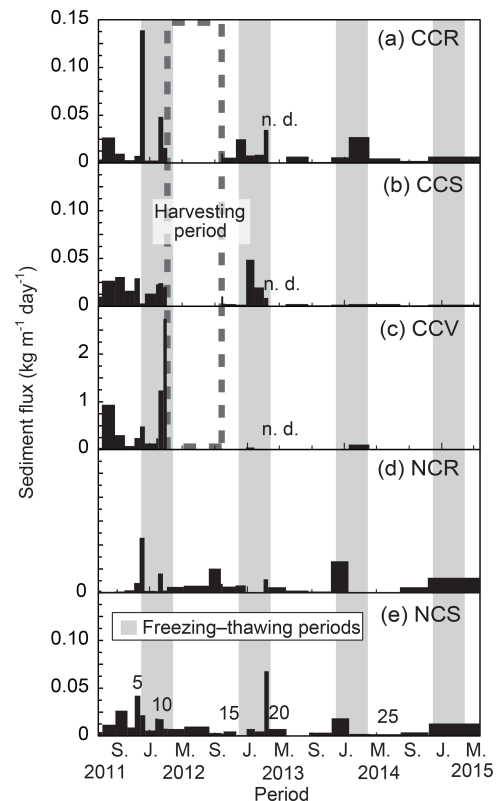 Sediment flux (kg m⁻¹ day⁻¹)
0.15
(a) CCR
0.10
0.05
n. d.
0
(b) CCS
0.10
Harvesting
period
0.05
n. d.
0
(c) CCV
2
1
n. d.
0
(d) NCR
0
(e) NCS
Freezing–thawing periods
0.10
0.05
5
10
15
20
25
0
S. J. M. S. J. M. S. J. M. S. J. M.
2011 2012 2013 2014 2015
Period